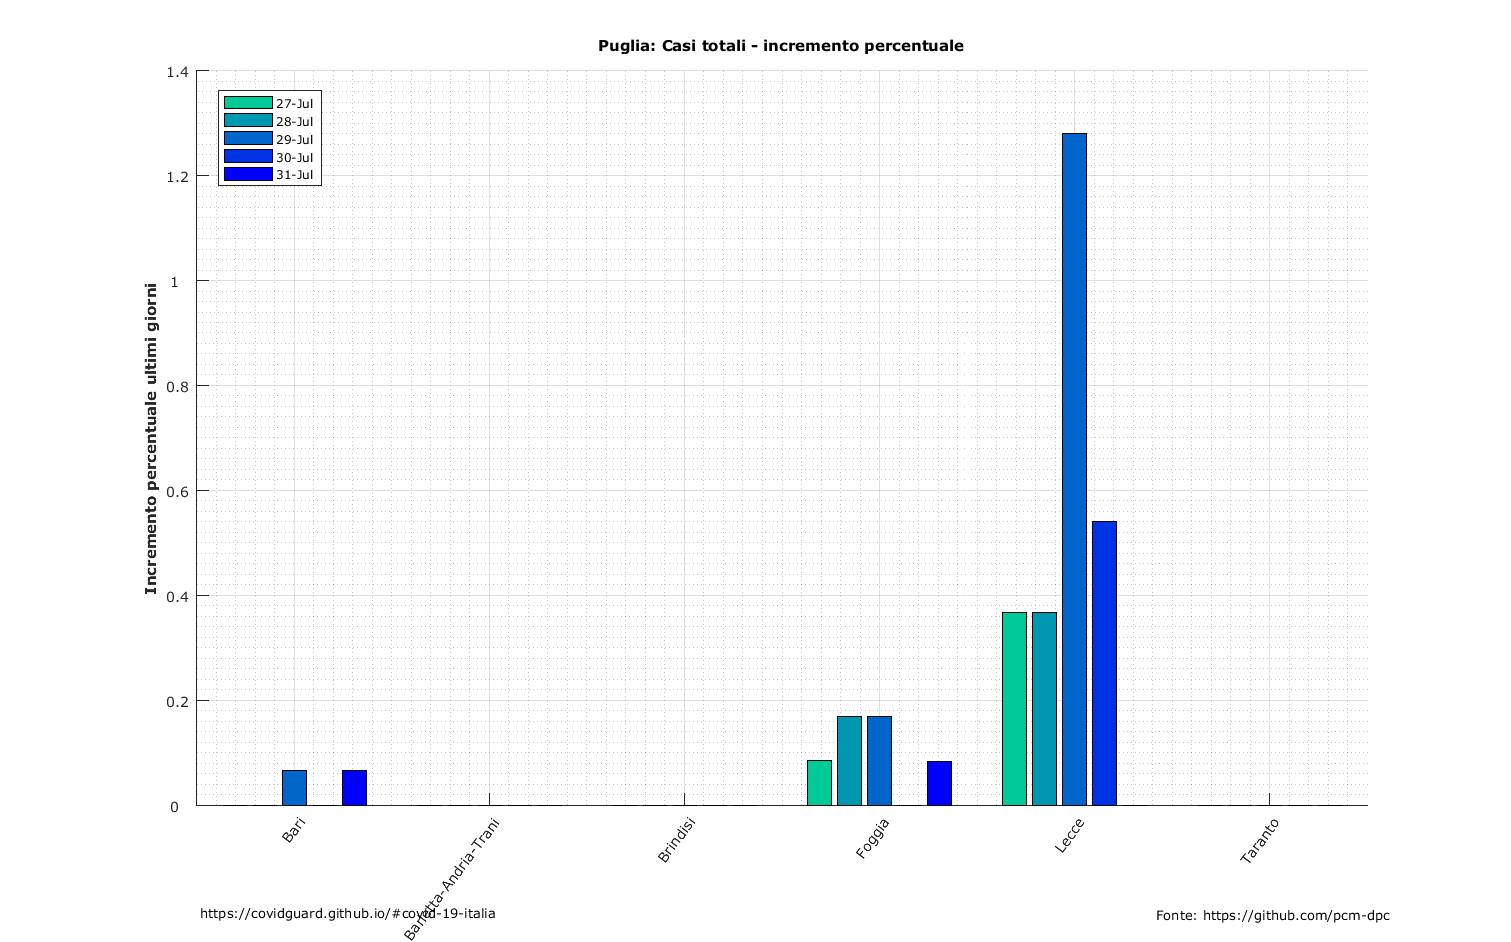 Puglia: Casi totali - incremento percentuale
27-Jul
28-Jul
29-Jul
30-Jul
31-Jul
Incremento percentuale ultimi giorni
1.4
1.2
1
0.8
0.6
0.4
0.2
0
Bari
Barletta-Andria-Trani
Brindisi
Foggia
Lecce
Taranto
https://covidguard.github.io/#covid-19-italia
Fonte: https://github.com/pcm-dpc